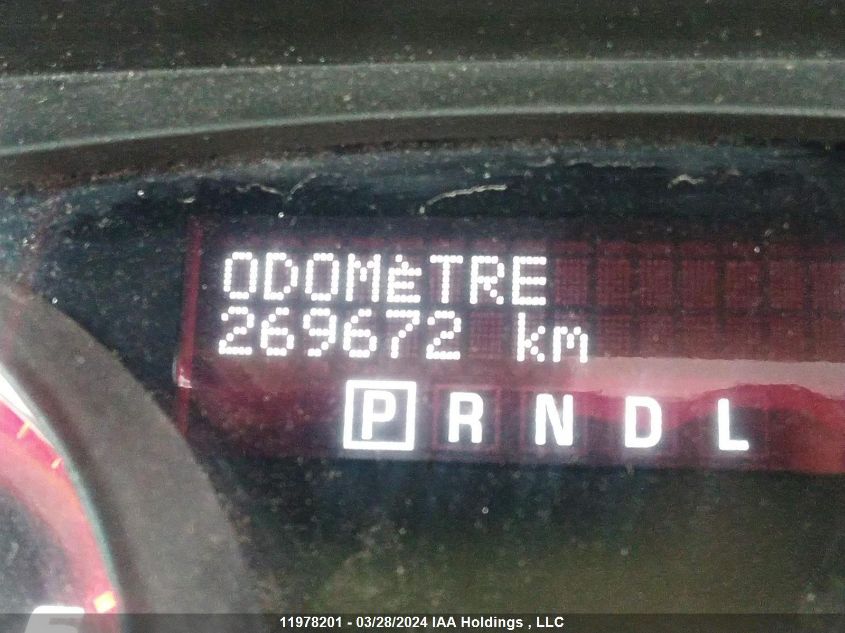 ODOMèTRE
269672 km
P R N D L
11978201 - 03/28/2024 IAA Holdings , LLC